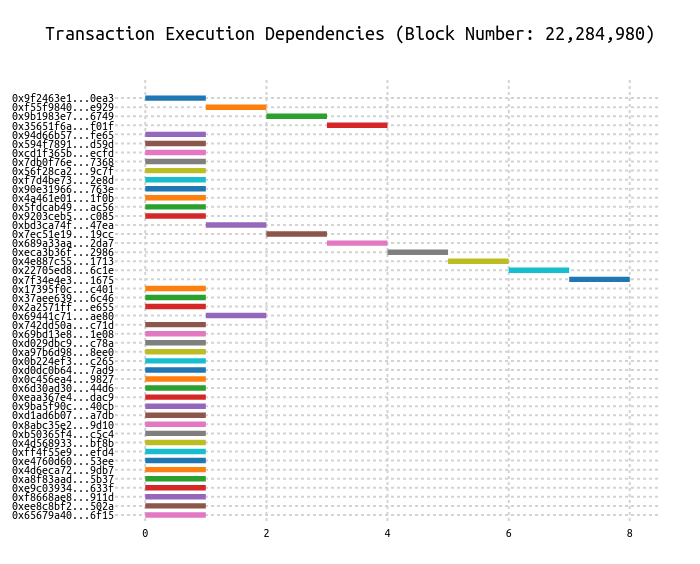 Transaction Execution Dependencies (Block Number: 22,284,980)
0x9f2463e1...0ea3
0xf55f9840...e929
0x9b1983e7...6749
0x35651f6a...f01f
0x94d66b57...fe65
0x594f7891...d59d
0xcd1f365b...ecfd
0x7db0f76e...7368
0x56f28ca2...9c7f
0xf7d4be73...2e8d
0x90e31966...763e
0x4a461e01...1f0b
0x5fdcab49...ac56
0x9203ceb5...c085
0xbd3ca74f...47ea
0x7ec51e19...19cc
0x689a33aa...2da7
0xeca3b36f...2986
0x4e887c55...1713
0x22705ed8...6c1e
0x7f34e4e3...1675
0x17395f0c...c401
0x37aee639...6c46
0x2a2571ff...e655
0x69441c71...ae80
0x742dd50a...c71d
0x69bd13e8...1e08
0xd029dbc9...c78a
0xa97b6d98...8ee0
0x0b224ef3...c265
0xd0dc0b64...7ad9
0x0c456ea4...9827
0x6d30ad30...44d6
0xeaa367e4...dac9
0x9ba5f90c...40cb
0xd1ad6b07...a7db
0x8abc35e2...9d10
0xb50365f4...c5c4
0x4d568933...bf8b
0xff4f55e9...efd4
0xe4760d60...53ee
0x4d6eca72...9db7
0xa8f83aad...5b37
0xe9c03934...633f
0xf8668ae8...911d
0xee8c8bf2...502a
0x65679a40...6f15
0 2 4 6 8